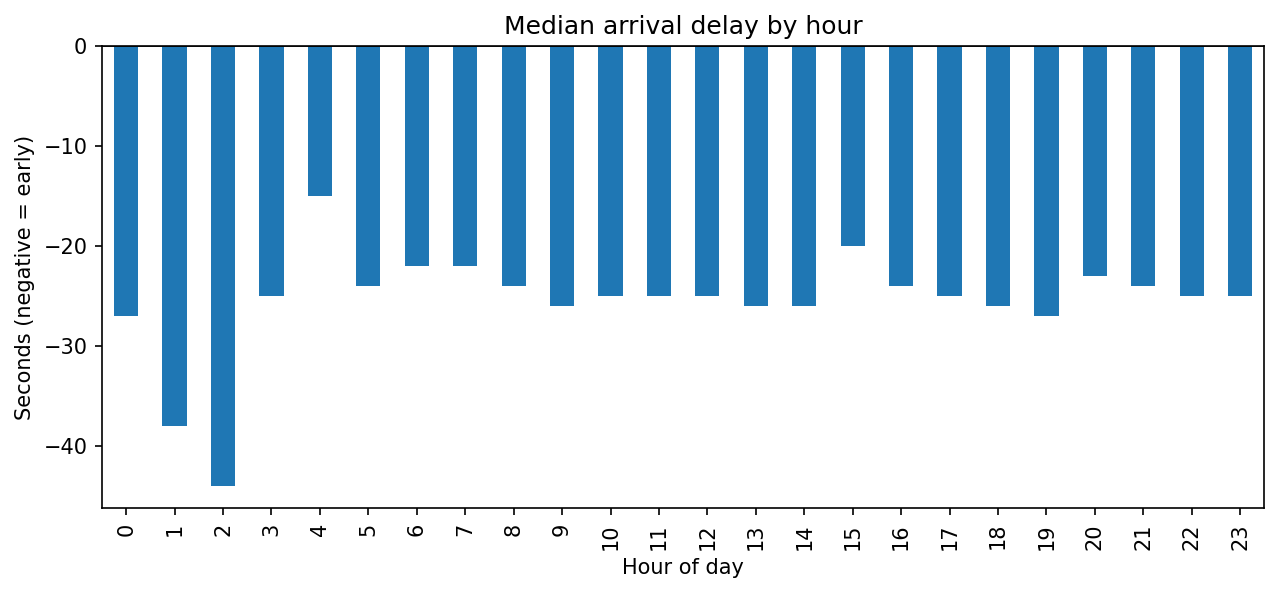 Median arrival delay by hour
Seconds (negative = early)
0
−10
−20
−30
−40
0 1 2 3 4 5 6 7 8 9 10 11 12 13 14 15 16 17 18 19 20 21 22 23
Hour of day